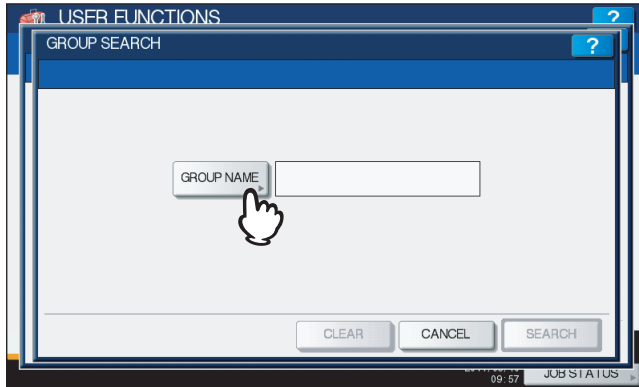 USER FUNCTIONS
?
GROUP SEARCH
?
GROUP NAME
CLEAR
CANCEL
SEARCH
09:57
JOB STATUS